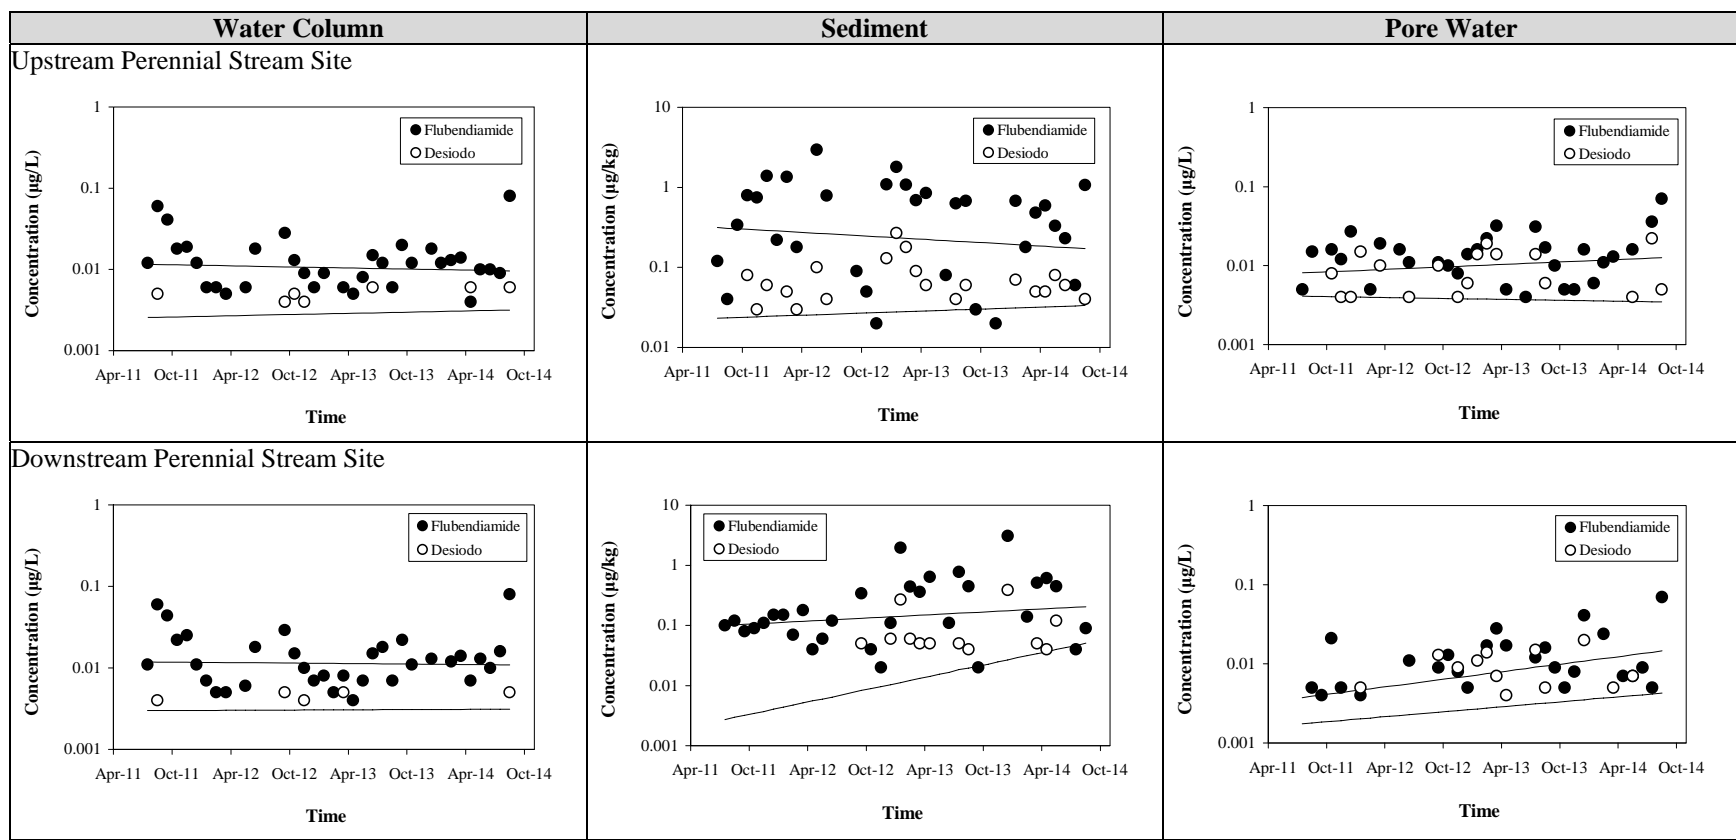 Water Column
Sediment
Pore Water
Upstream Perennial Stream Site
Concentration (µg/L)
1
0.1
0.01
0.001
Flubendiamide
Desiodo
Apr-11 Oct-11 Apr-12 Oct-12 Apr-13 Oct-13 Apr-14 Oct-14
Time
Concentration (µg/kg)
10
1
0.1
0.01
Flubendiamide
Desiodo
Apr-11 Oct-11 Apr-12 Oct-12 Apr-13 Oct-13 Apr-14 Oct-14
Time
Concentration (µg/L)
1
0.1
0.01
0.001
Flubendiamide
Desiodo
Apr-11 Oct-11 Apr-12 Oct-12 Apr-13 Oct-13 Apr-14 Oct-14
Time
Downstream Perennial Stream Site
Concentration (µg/L)
1
0.1
0.01
0.001
Flubendiamide
Desiodo
Apr-11 Oct-11 Apr-12 Oct-12 Apr-13 Oct-13 Apr-14 Oct-14
Time
Concentration (µg/kg)
10
1
0.1
0.01
0.001
Flubendiamide
Desiodo
Apr-11 Oct-11 Apr-12 Oct-12 Apr-13 Oct-13 Apr-14 Oct-14
Time
Concentration (µg/L)
1
0.1
0.01
0.001
Flubendiamide
Desiodo
Apr-11 Oct-11 Apr-12 Oct-12 Apr-13 Oct-13 Apr-14 Oct-14
Time